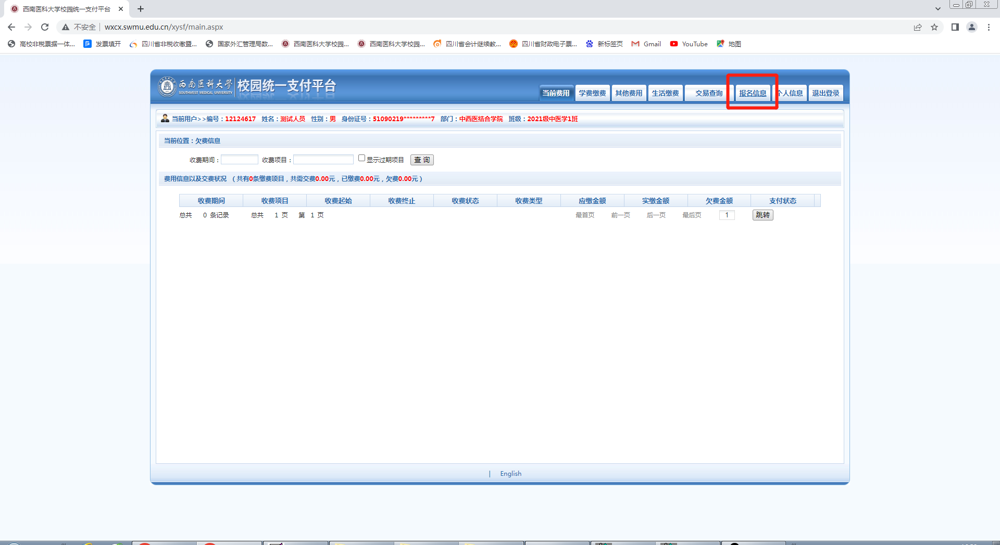 西南医科大学校园统一支付平台
不安全 wxcx.swmu.edu.cn/xysf/main.aspx
高校非税票据一体... 发票填开 四川省非税收缴暨... 国家外汇管理局数... 西南医科大学校园... 西南医科大学校园... 四川省会计继续教... 四川省财政电子票... 新标签页 Gmail YouTube 地图
西南医科大学 SOUTHWEST MEDICAL UNIVERSITY 校园统一支付平台
当前费用 学费缴费 其他费用 生活缴费 交易查询 报名信息 个人信息 退出登录
当前用户>>编号：12124617 姓名：测试人员 性别：男 身份证号：51090219*********7 部门：中西医结合学院 班级：2021级中医学1班
当前位置：欠费信息
收费期间： 收费项目： 显示过期项目 查 询
费用信息以及交费状况 （共有0条缴费项目，共需交费0.00元，已缴费0.00元，欠费0.00元）
收费期间 收费项目 收费起始 收费终止 收费状态 收费类型 应缴金额 实缴金额 欠费金额 支付状态
总共 0 条记录 总共 1 页 第 1 页 最首页 前一页 后一页 最后页 1 跳转
| English